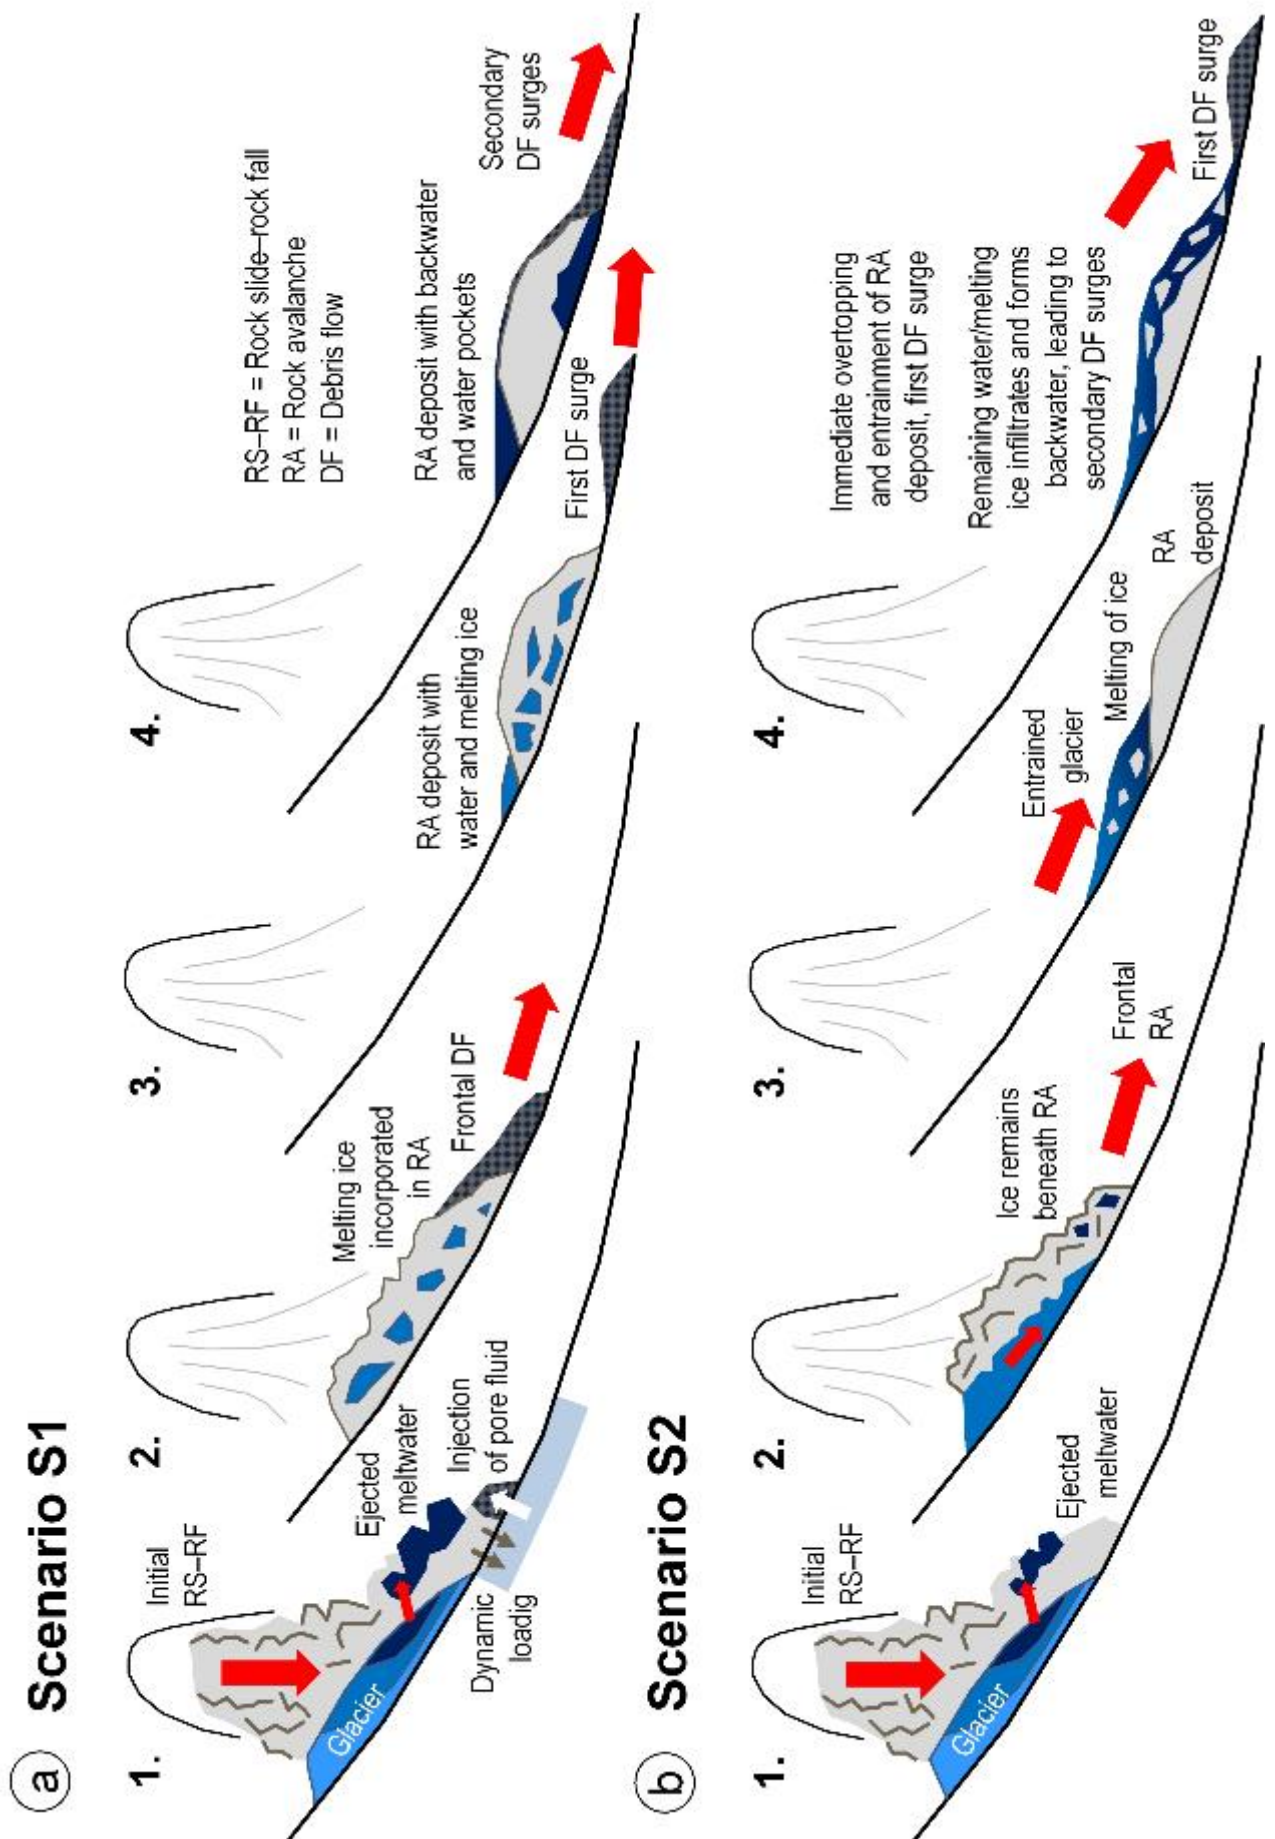 a
Scenario S1
1.
Initial
RS–RF
Glacier
Ejected
meltwater
Injection
of pore fluid
Dynamic
loadig
2.
Melting ice
incorporated
in RA
Frontal DF
3.
RA deposit with
water and melting ice
First DF surge
4.
RS–RF = Rock slide–rock fall
RA = Rock avalanche
DF = Debris flow
RA deposit with backwater
and water pockets
Secondary
DF surges
b
Scenario S2
1.
Initial
RS–RF
Glacier
Ejected
meltwater
2.
Ice remains
beneath RA
Frontal
RA
3.
Entrained
glacier
Melting of ice
RA
deposit
4.
Immediate overtopping
and entrainment of RA
deposit, first DF surge
Remaining water/melting
ice infiltrates and forms
backwater, leading to
secondary DF surges
First DF surge